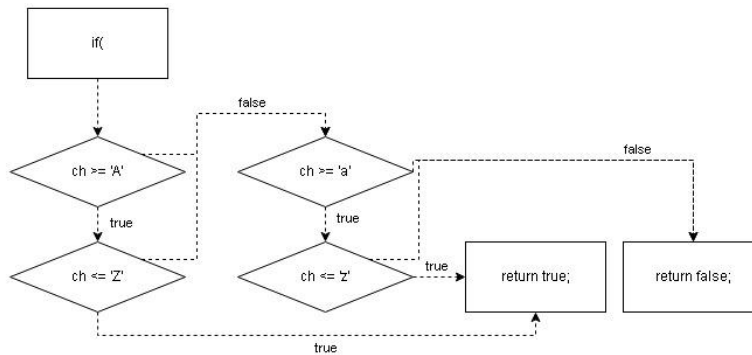 if(
false
false
ch >= 'A'
ch >= 'a'
true
true
ch <= 'Z'
ch <= 'z'
true
return true;
return false;
true